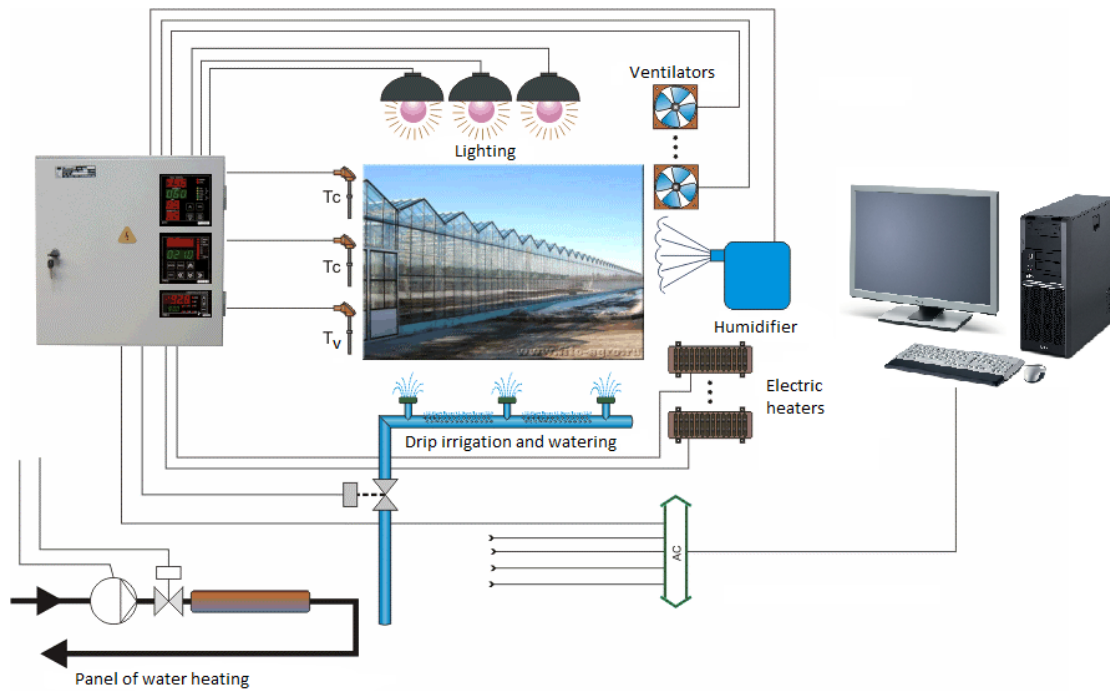 Ventilators
Lighting
Tc
Tc
Tv
Humidifier
Electric
heaters
Drip irrigation and watering
AC
Panel of water heating